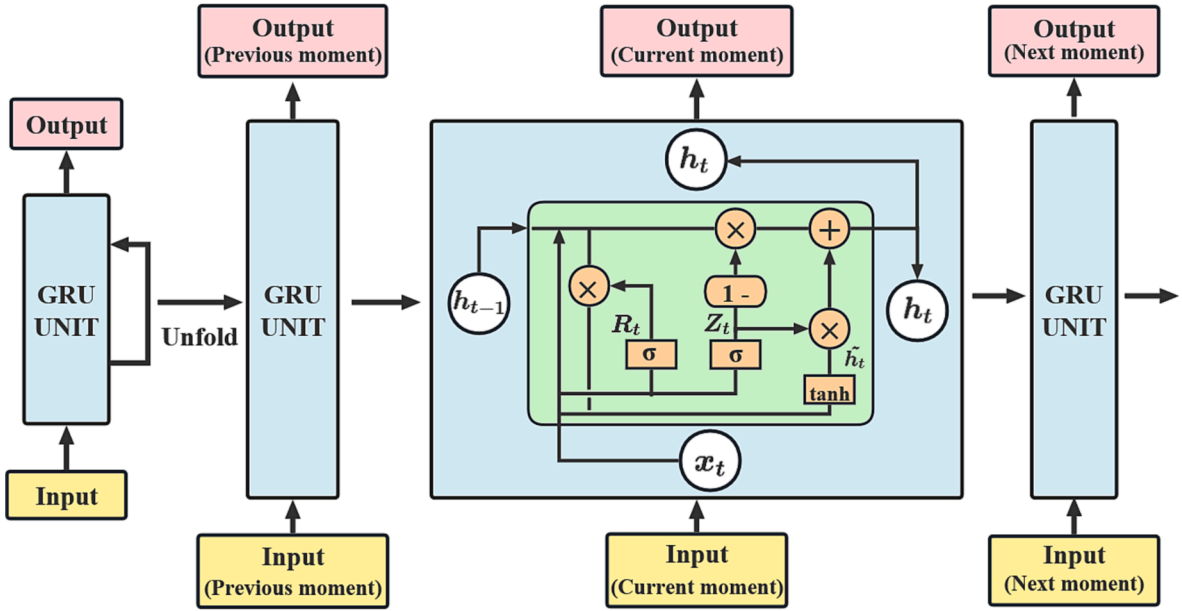 Output
GRU
UNIT
Input
Unfold
Output
(Previous moment)
GRU
UNIT
Input
(Previous moment)
Output
(Current moment)
h_t
h_{t-1}
×
+
×
1 -
R_t
Z_t
×
σ
σ
h̃_t
tanh
h_t
x_t
Input
(Current moment)
Output
(Next moment)
GRU
UNIT
Input
(Next moment)